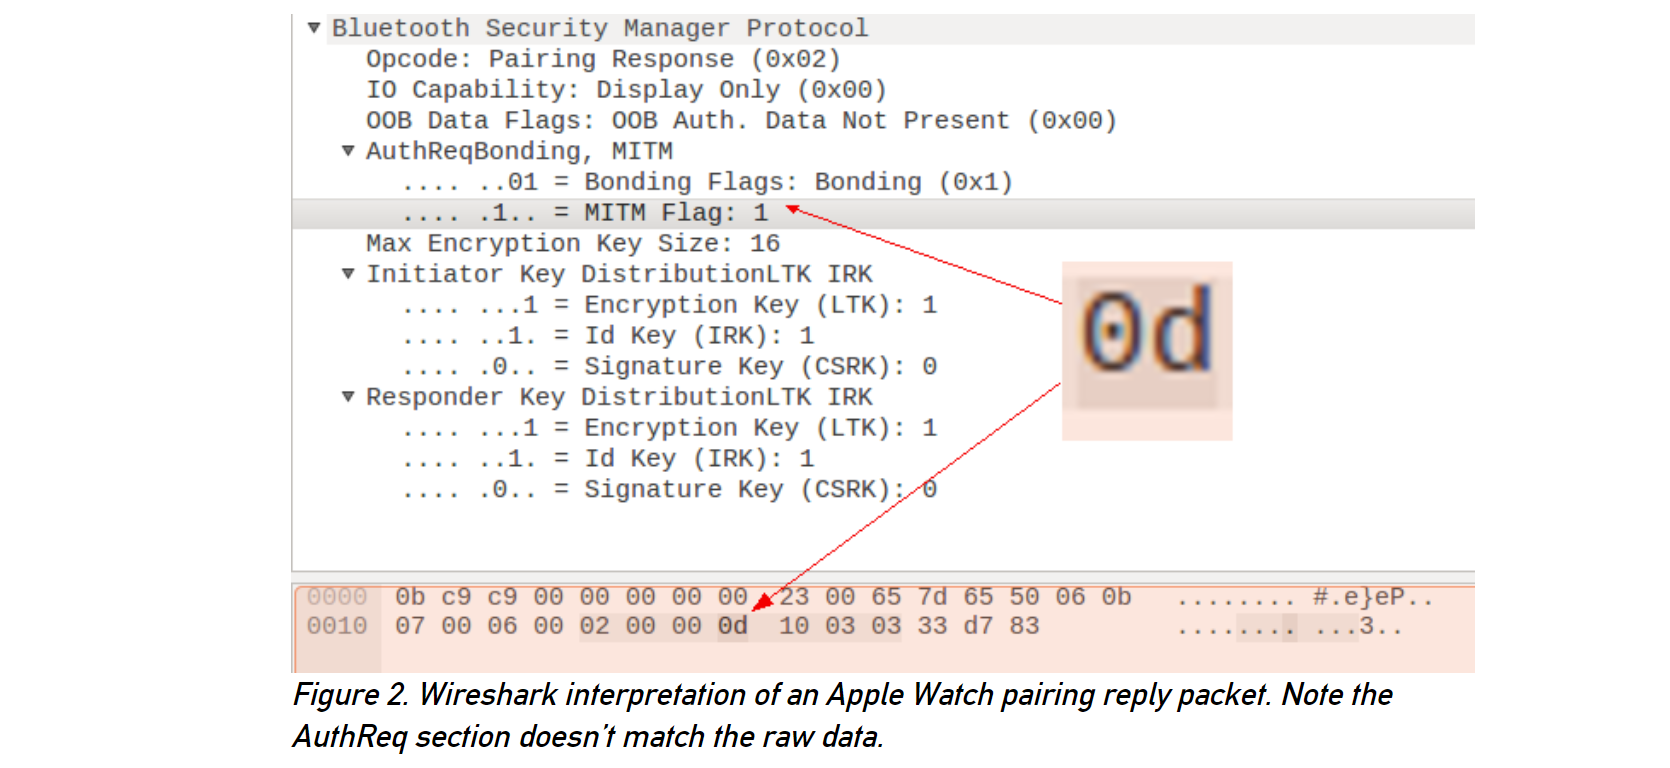 ▼ Bluetooth Security Manager Protocol
Opcode: Pairing Response (0x02)
IO Capability: Display Only (0x00)
OOB Data Flags: OOB Auth. Data Not Present (0x00)
▼ AuthReqBonding, MITM
.... ..01 = Bonding Flags: Bonding (0x1)
.... .1.. = MITM Flag: 1
Max Encryption Key Size: 16
▼ Initiator Key DistributionLTK IRK
.... ...1 = Encryption Key (LTK): 1
.... ..1. = Id Key (IRK): 1
.... .0.. = Signature Key (CSRK): 0
▼ Responder Key DistributionLTK IRK
.... ...1 = Encryption Key (LTK): 1
.... ..1. = Id Key (IRK): 1
.... .0.. = Signature Key (CSRK): 0
0d
0000 0b c9 c9 00 00 00 00 00 23 00 65 7d 65 50 06 0b ........ #.e}eP..
0010 07 00 06 00 02 00 00 0d 10 03 03 33 d7 83 ........ ...3..
Figure 2. Wireshark interpretation of an Apple Watch pairing reply packet. Note the
AuthReq section doesn't match the raw data.